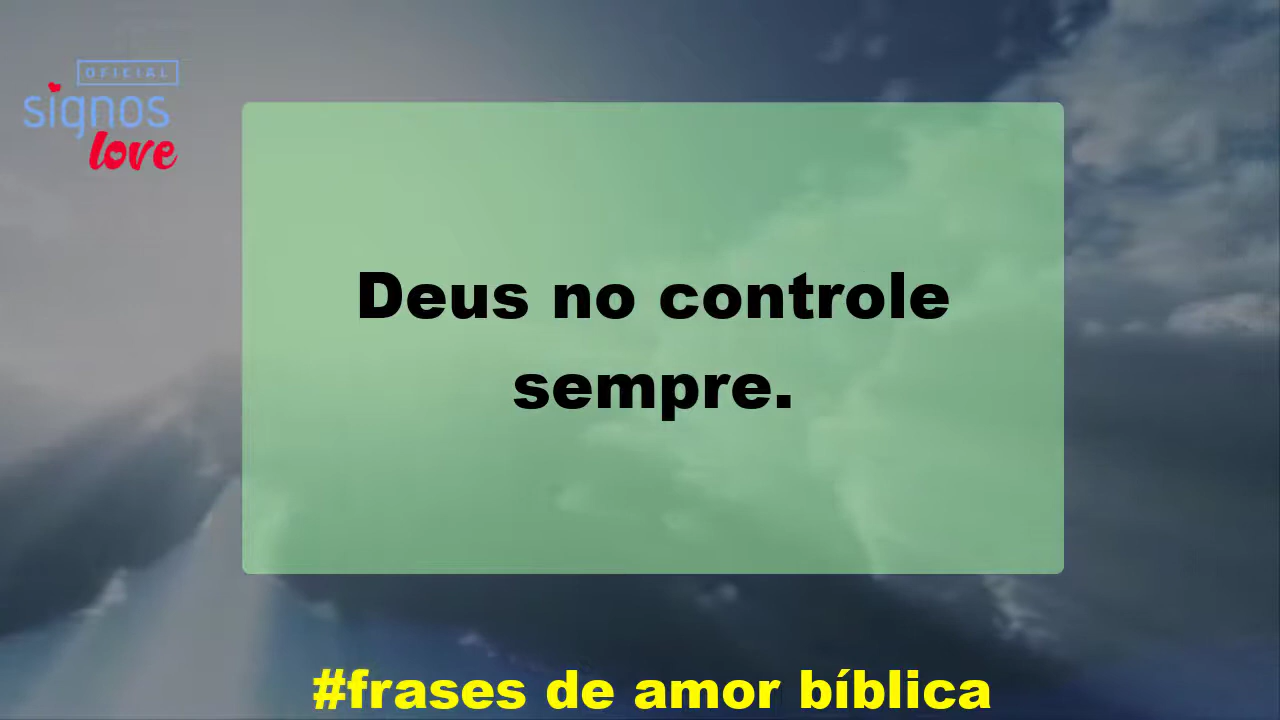 OFICIAL
signos
love
Deus no controle
sempre.
#frases de amor bíblica